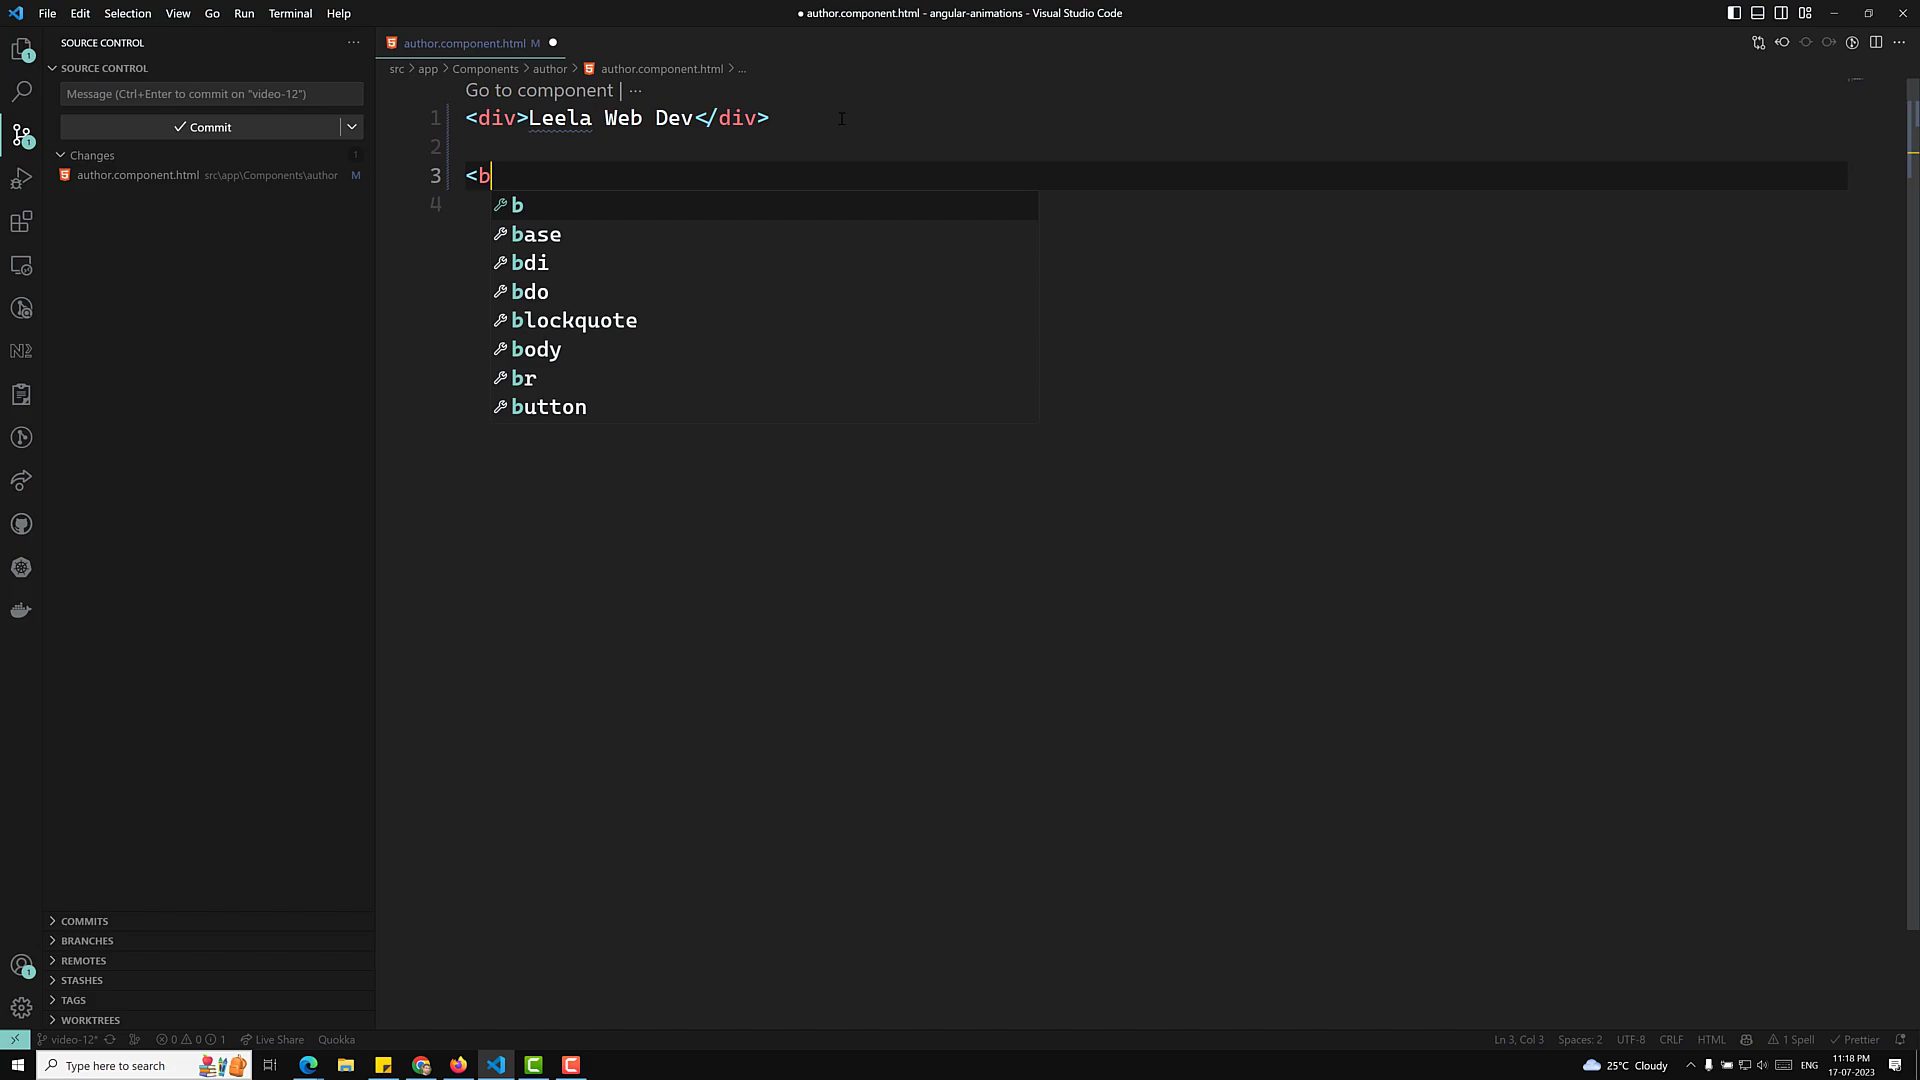 File Edit Selection View Go Run Terminal Help
● author.component.html - angular-animations - Visual Studio Code
SOURCE CONTROL ···
SOURCE CONTROL
Message (Ctrl+Enter to commit on "video-12")
Commit
Changes 1
author.component.html src\app\Components\author M
author.component.html M
src > app > Components > author > author.component.html > ...
Go to component | ···
1 <div>Leela Web Dev</div>
2
3 <b
4
b
base
bdi
bdo
blockquote
body
br
button
COMMITS
BRANCHES
REMOTES
STASHES
TAGS
WORKTREES
video-12* 0 0 1 Live Share Quokka
Ln 3, Col 3 Spaces: 2 UTF-8 CRLF HTML 1 Spell Prettier
Type here to search
25°C Cloudy
ENG
11:18 PM
17-07-2023